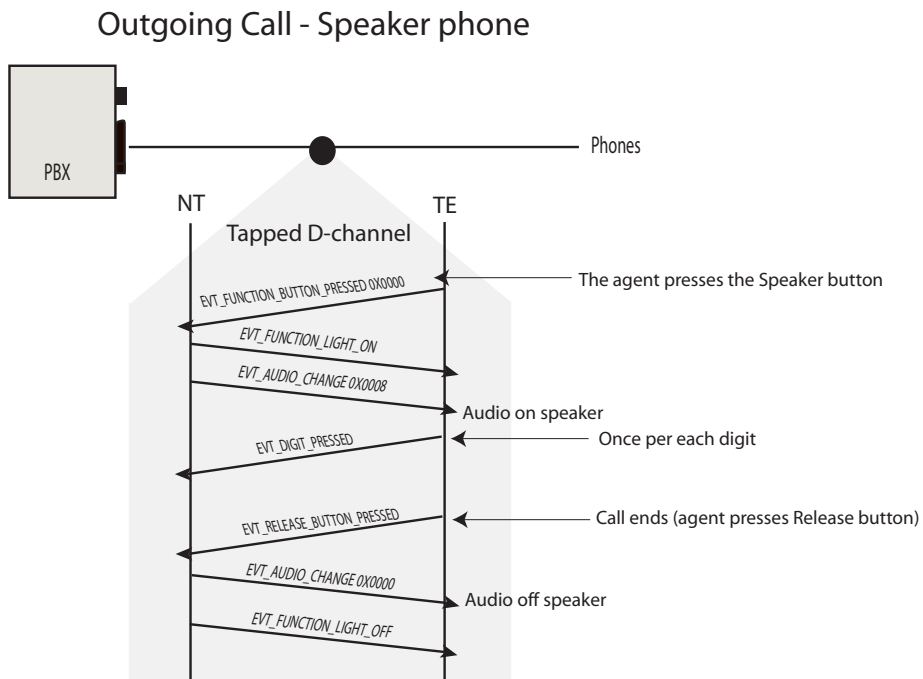 Outgoing Call - Speaker phone
PBX
Phones
NT
TE
Tapped D-channel
EVT_FUNCTION_BUTTON_PRESSED 0X0000
The agent presses the Speaker button
EVT_FUNCTION_LIGHT_ON
EVT_AUDIO_CHANGE 0X0008
Audio on speaker
EVT_DIGIT_PRESSED
Once per each digit
EVT_RELEASE_BUTTON_PRESSED
Call ends (agent presses Release button)
EVT_AUDIO_CHANGE 0X0000
Audio off speaker
EVT_FUNCTION_LIGHT_OFF